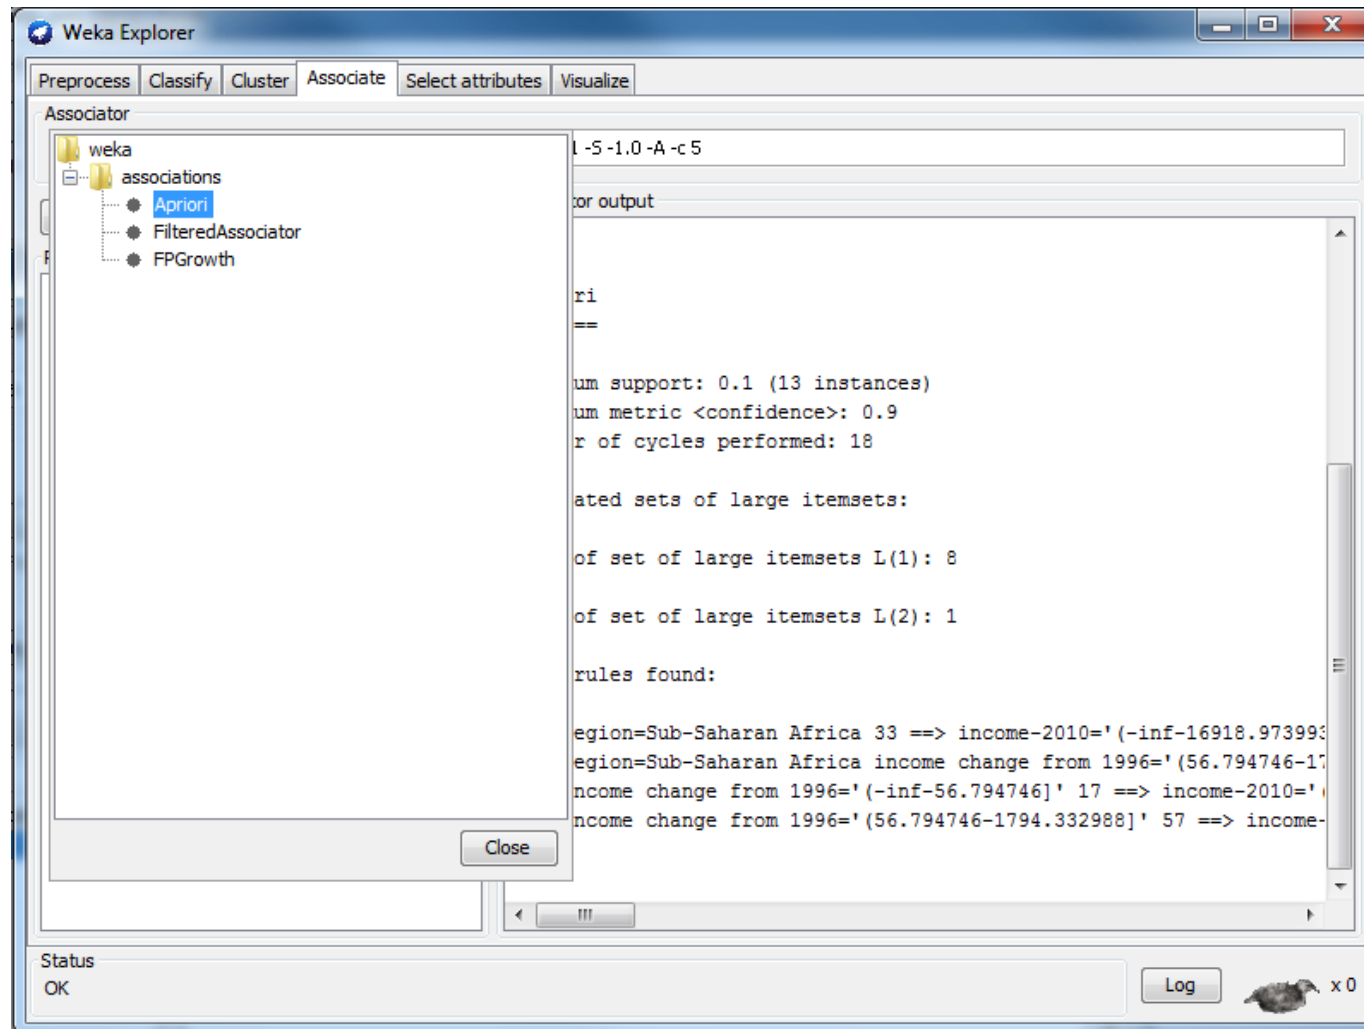 Weka Explorer
Preprocess Classify Cluster Associate Select attributes Visualize
Associator
weka
associations
Apriori
FilteredAssociator
FPGrowth
Close
-S -1.0 -A -c 5
output
support: 0.1 (13 instances)
metric <confidence>: 0.9
of cycles performed: 18
sets of large itemsets:
of set of large itemsets L(1): 8
of set of large itemsets L(2): 1
rules found:
egion=Sub-Saharan Africa 33 ==> income-2010='(-inf-16918.973993
egion=Sub-Saharan Africa income change from 1996='(56.794746-17
ncome change from 1996='(-inf-56.794746]' 17 ==> income-2010='(
ncome change from 1996='(56.794746-1794.332988]' 57 ==> income-
Status
OK
Log
x 0